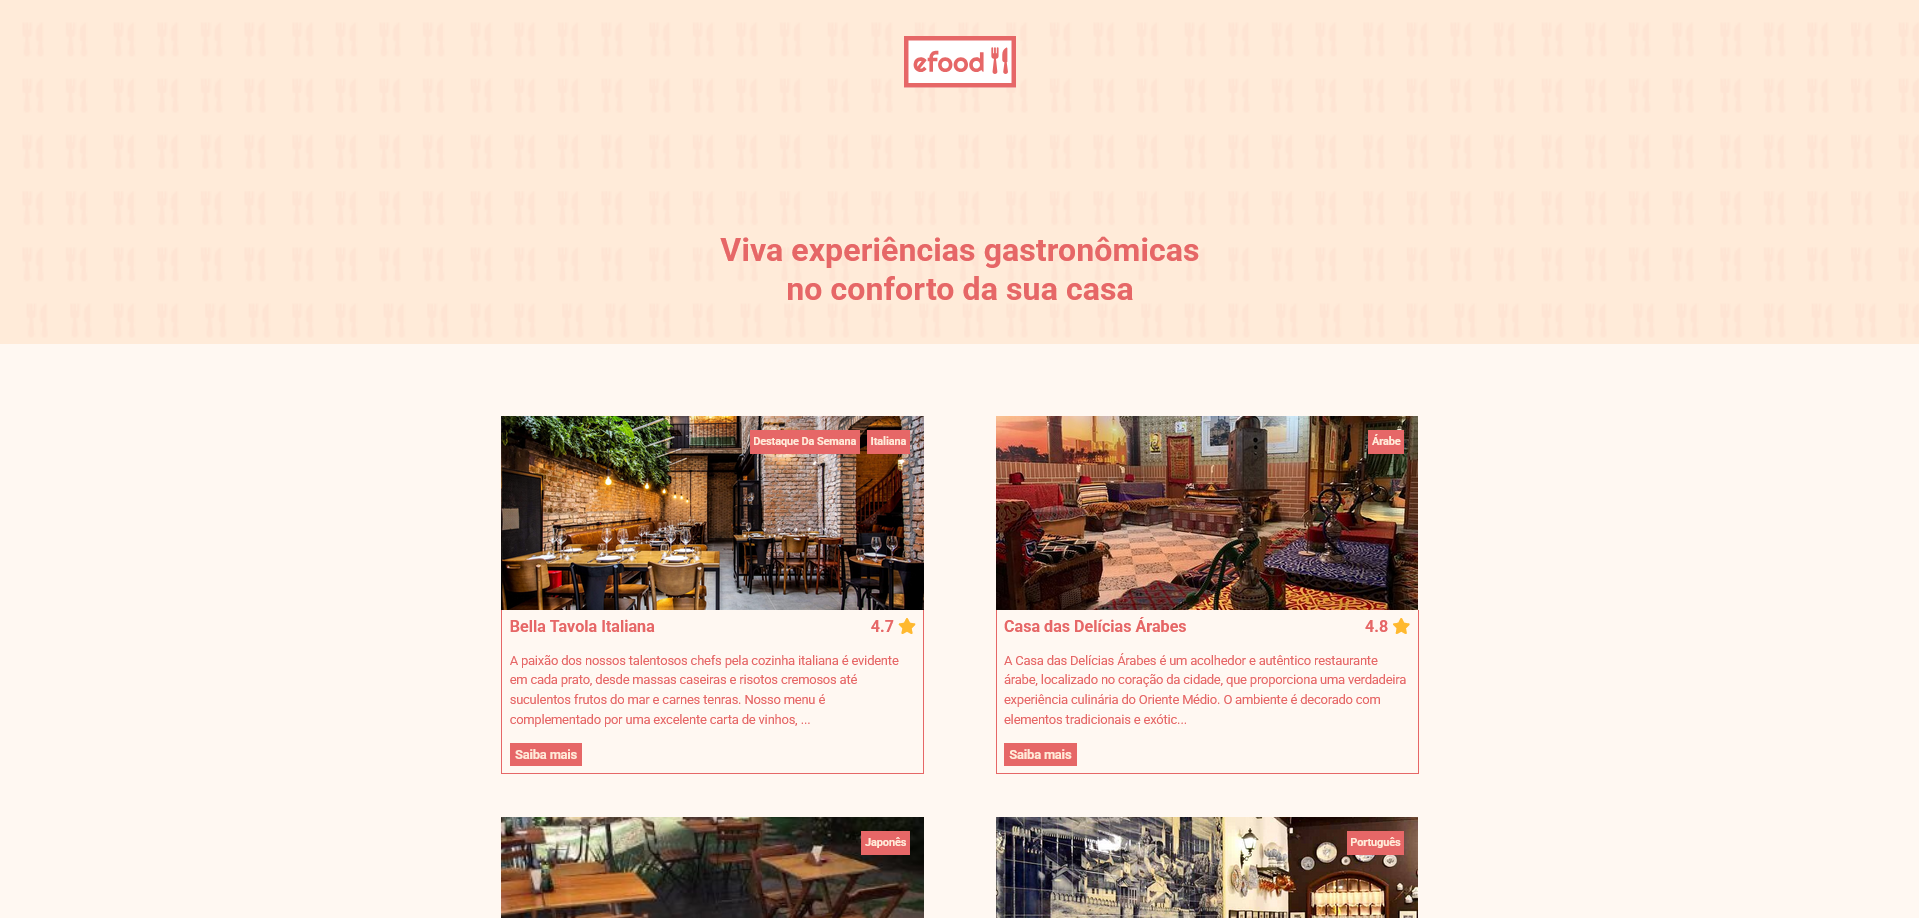 efood
Viva experiências gastronômicas
no conforto da sua casa
Destaque Da Semana
Italiana
Bella Tavola Italiana
4.7
A paixão dos nossos talentosos chefs pela cozinha italiana é evidente
em cada prato, desde massas caseiras e risotos cremosos até
suculentos frutos do mar e carnes tenras. Nosso menu é
complementado por uma excelente carta de vinhos, ...
Saiba mais
Árabe
Casa das Delícias Árabes
4.8
A Casa das Delícias Árabes é um acolhedor e autêntico restaurante
árabe, localizado no coração da cidade, que proporciona uma verdadeira
experiência culinária do Oriente Médio. O ambiente é decorado com
elementos tradicionais e exótic...
Saiba mais
Japonês
Português